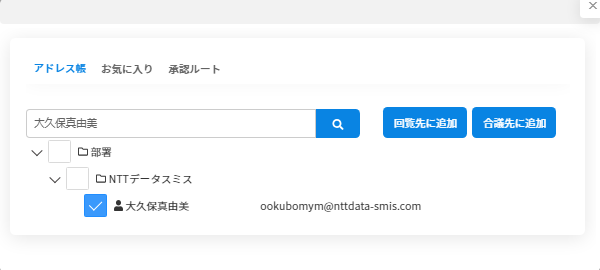 アドレス帳 お気に入り 承認ルート
大久保真由美 回覧先に追加 合議先に追加
部署
NTTデータスミス
大久保真由美 ookubomym@nttdata-smis.com